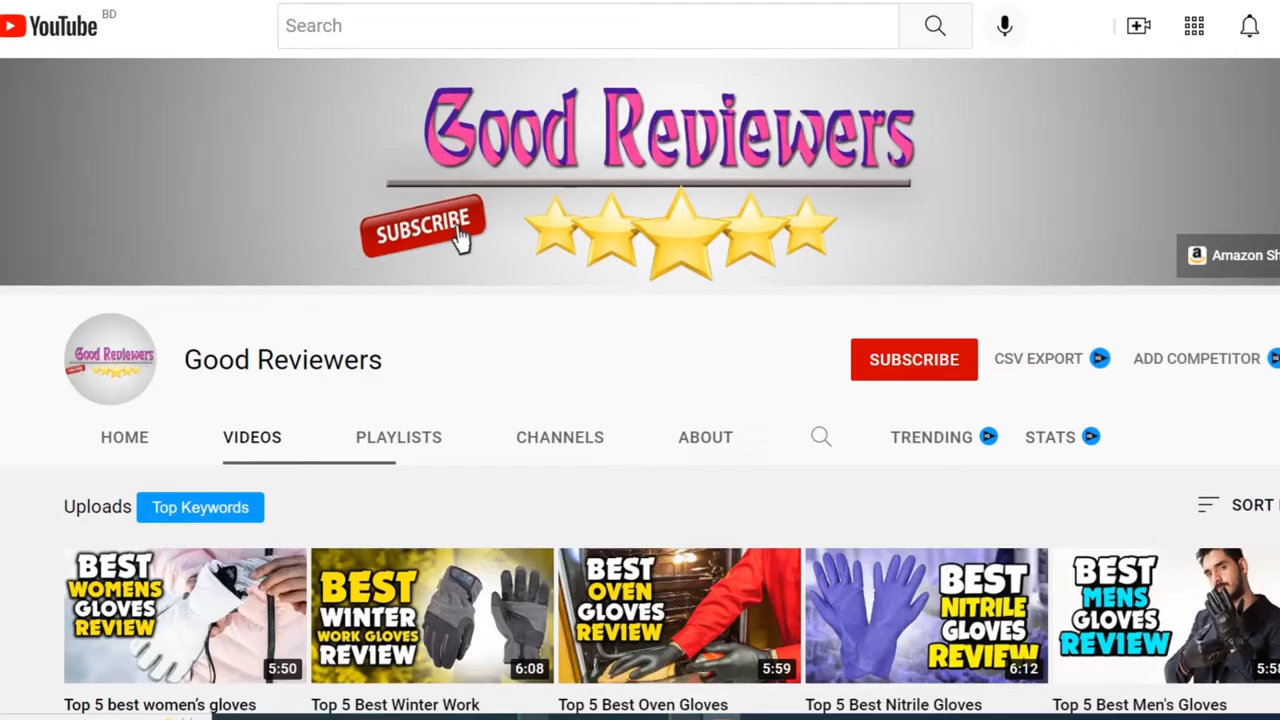 YouTube BD
Search
Good Reviewers
SUBSCRIBE
Amazon Sh
Good Reviewers
SUBSCRIBE
Good Reviewers
SUBSCRIBE
CSV EXPORT
ADD COMPETITOR
HOME
VIDEOS
PLAYLISTS
CHANNELS
ABOUT
TRENDING
STATS
Uploads
Top Keywords
SORT
BEST
WOMENS
GLOVES
REVIEW
5:50
BEST
WINTER
WORK GLOVES
REVIEW
6:08
BEST
OVEN
GLOVES
REVIEW
5:59
BEST
NITRILE
GLOVES
REVIEW
6:12
BEST
MENS
GLOVES
REVIEW
5:58
Top 5 best women’s gloves
Top 5 Best Winter Work
Top 5 Best Oven Gloves
Top 5 Best Nitrile Gloves
Top 5 Best Men's Gloves